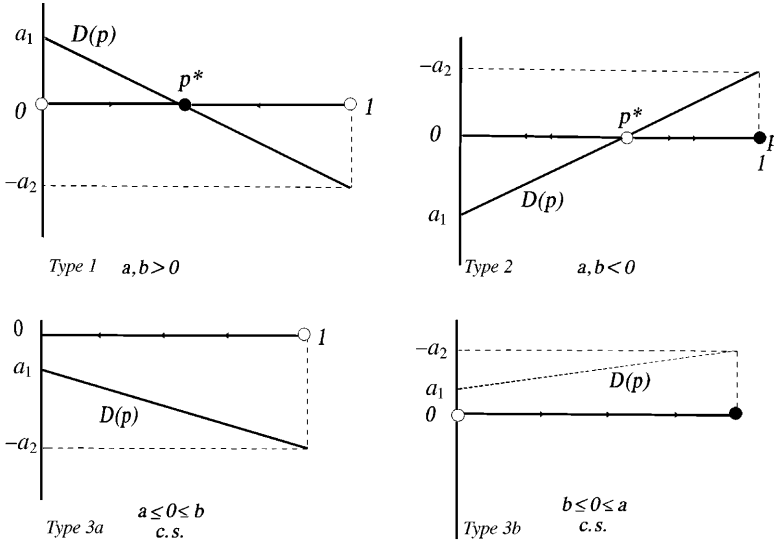 a₁
D(p)
p*
0
1
−a₂
Type 1
a, b > 0
−a₂
p*
0
p
1
a₁
D(p)
Type 2
a, b < 0
0
1
a₁
D(p)
−a₂
a ≤ 0 ≤ b
c.s.
Type 3a
−a₂
a₁
D(p)
0
b ≤ 0 ≤ a
c.s.
Type 3b